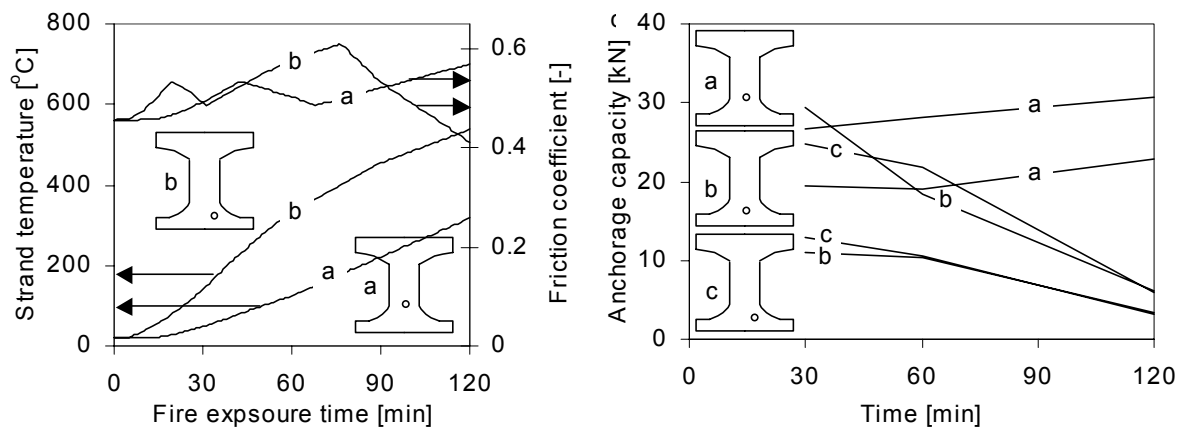 Strand temperature [°C]
800
600
400
200
0
0 30 60 90 120
Fire expsoure time [min]
0.6
0.4
0.2
0
Friction coefficient [-]
b
a
b
b
a
a
Anchorage capacity [kN]
40
30
20
10
0
0 30 60 90 120
Time [min]
a
b
c
a
c
a
b
c
b